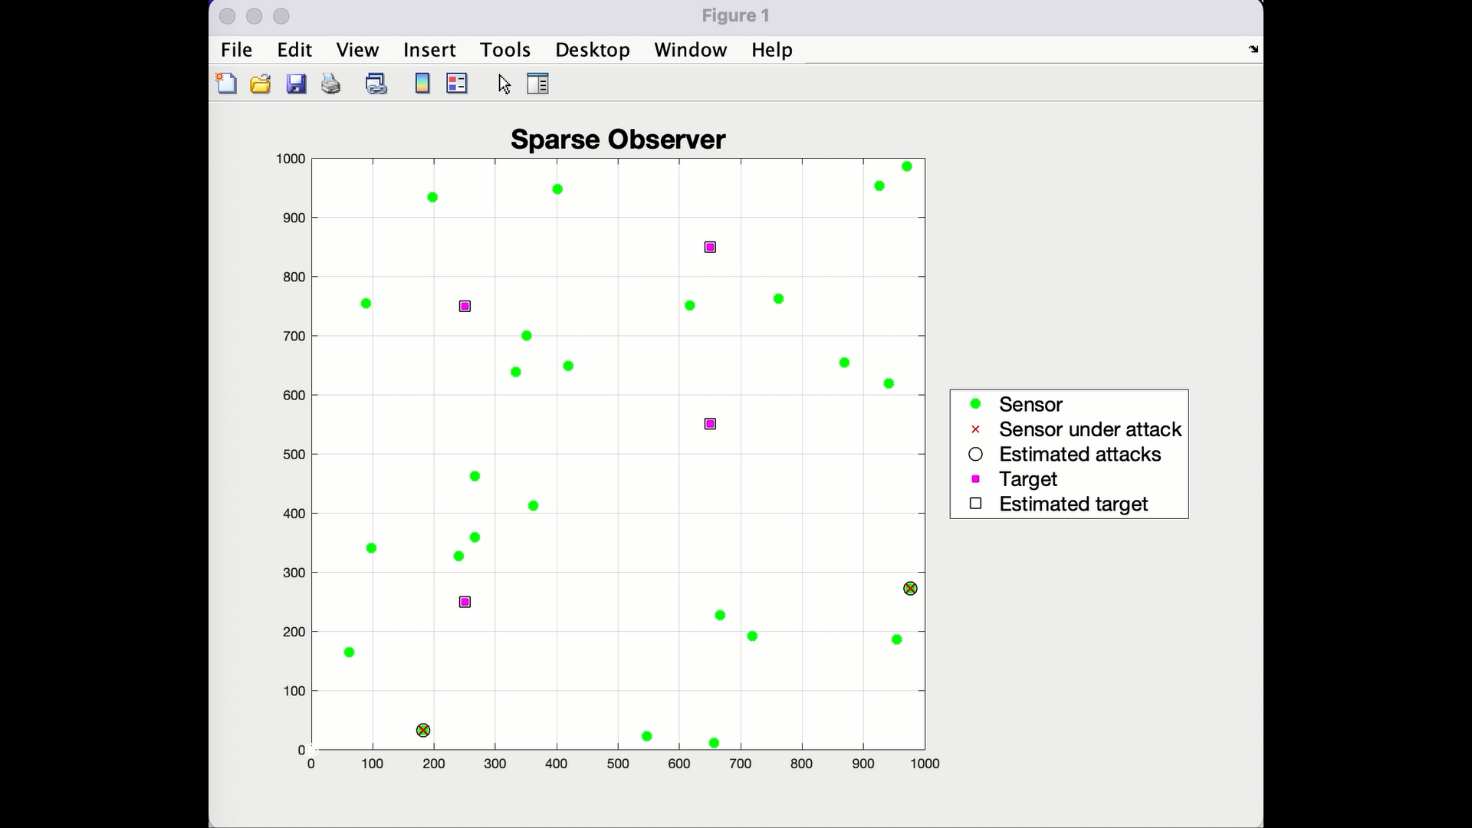 Figure 1
File Edit View Insert Tools Desktop Window Help
Sparse Observer
1000
900
800
700
600
500
400
300
200
100
0
0 100 200 300 400 500 600 700 800 900 1000
Sensor
Sensor under attack
Estimated attacks
Target
Estimated target